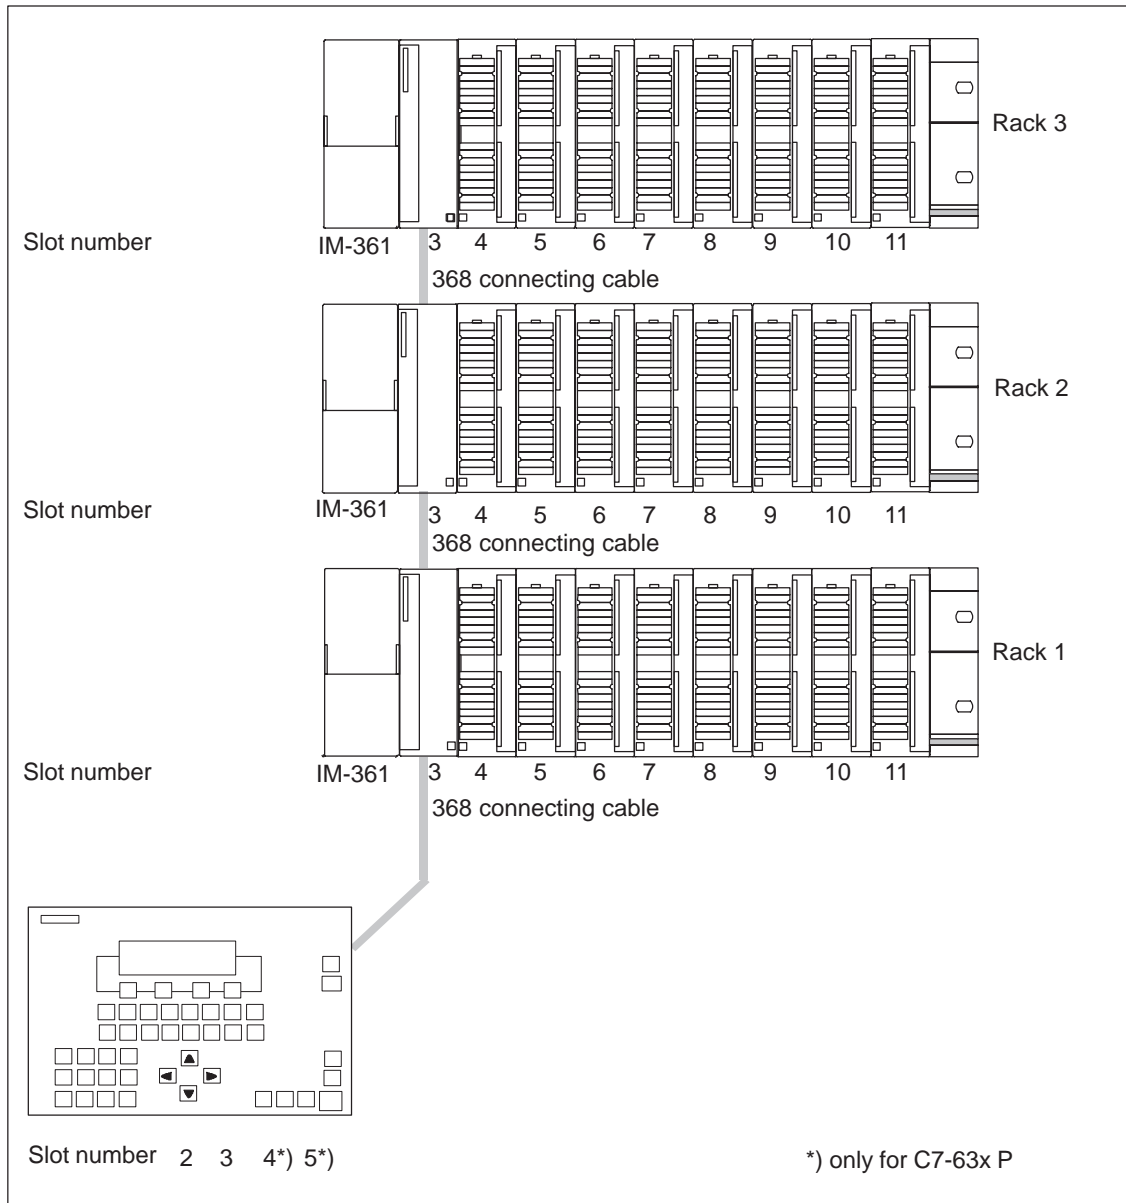 Rack 3
Slot number IM-361 3 4 5 6 7 8 9 10 11
368 connecting cable
Rack 2
Slot number IM-361 3 4 5 6 7 8 9 10 11
368 connecting cable
Rack 1
Slot number IM-361 3 4 5 6 7 8 9 10 11
368 connecting cable
Slot number 2 3 4*) 5*)
*) only for C7-63x P